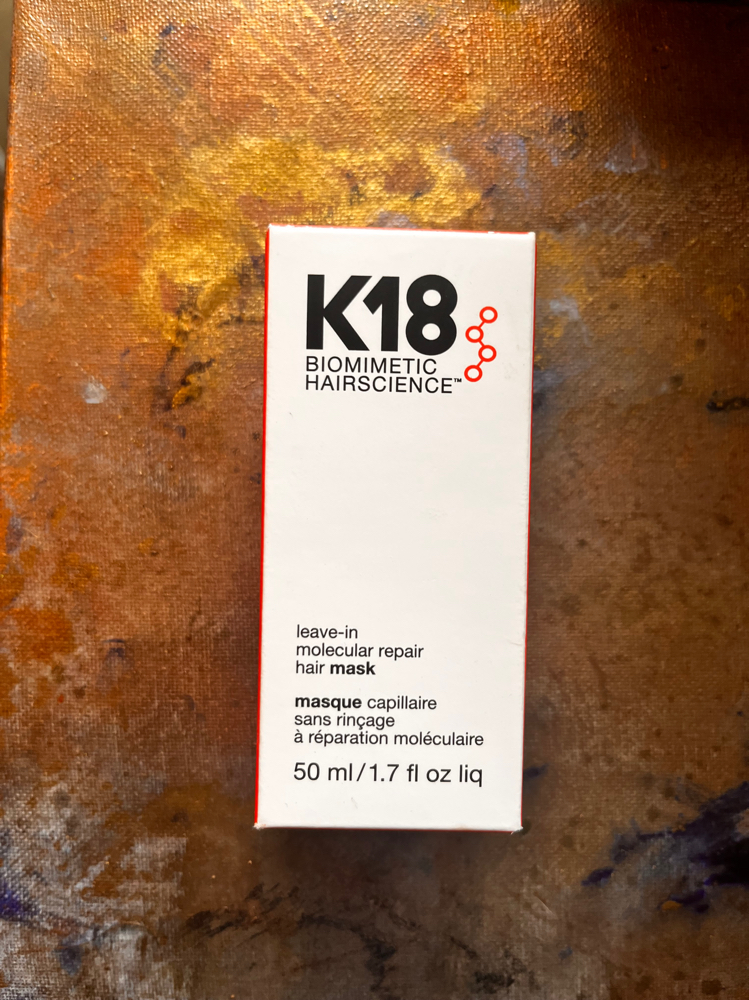 K18
BIOMIMETIC
HAIRSCIENCE™
leave-in
molecular repair
hair mask
masque capillaire
sans rinçage
à réparation moléculaire
50 ml/1.7 fl oz liq